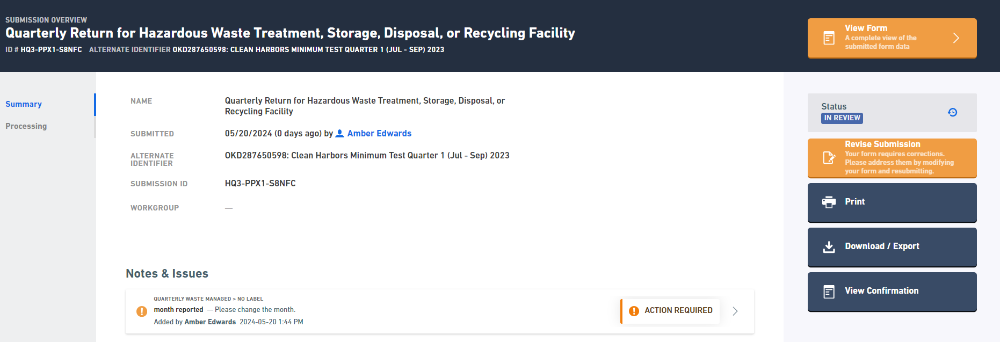 SUBMISSION OVERVIEW
Quarterly Return for Hazardous Waste Treatment, Storage, Disposal, or Recycling Facility
ID # HQ3-PPX1-S8NFC ALTERNATE IDENTIFIER OKD287650598: CLEAN HARBORS MINIMUM TEST QUARTER 1 (JUL - SEP) 2023
View Form
A complete view of the
submitted form data
Summary
Processing
NAME
Quarterly Return for Hazardous Waste Treatment, Storage, Disposal, or
Recycling Facility
SUBMITTED
05/20/2024 (0 days ago) by Amber Edwards
ALTERNATE
IDENTIFIER
OKD287650598: Clean Harbors Minimum Test Quarter 1 (Jul - Sep) 2023
SUBMISSION ID
HQ3-PPX1-S8NFC
WORKGROUP
—
Notes & Issues
QUARTERLY WASTE MANAGED > NO LABEL
month reported — Please change the month.
Added by Amber Edwards 2024-05-20 1:44 PM
ACTION REQUIRED
Status
IN REVIEW
Revise Submission
Your form requires corrections.
Please address them by modifying
your form and resubmitting.
Print
Download / Export
View Confirmation